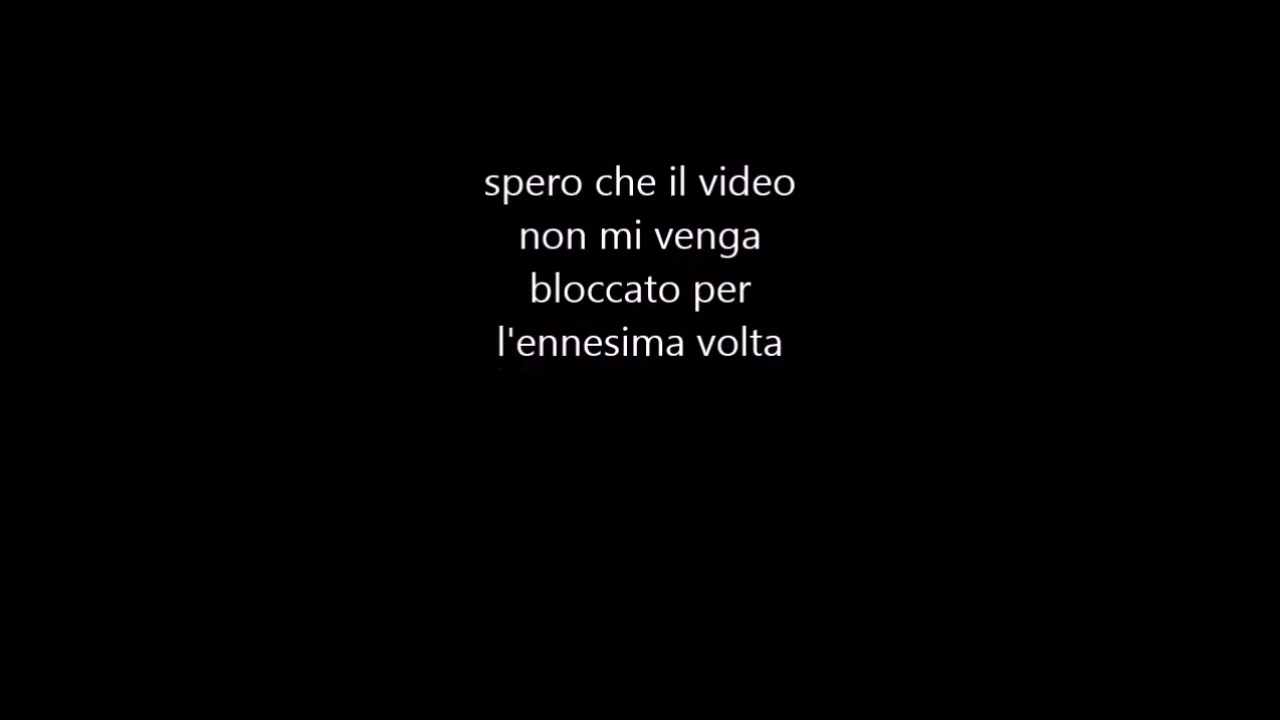 spero che il video
non mi venga
bloccato per
l'ennesima volta